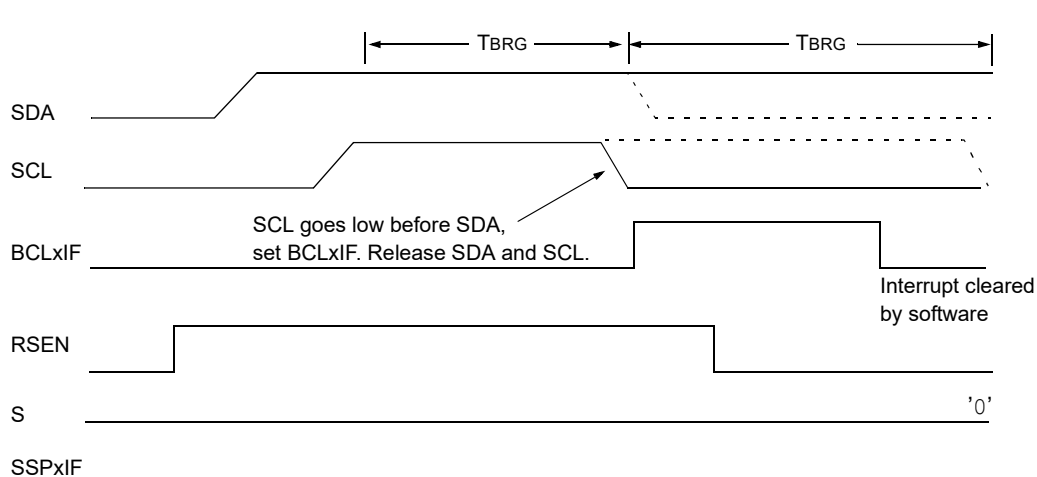 TBRG
TBRG
SDA
SCL
SCL goes low before SDA,
set BCLxIF. Release SDA and SCL.
BCLxIF
Interrupt cleared
by software
RSEN
S
'0'
SSPxIF